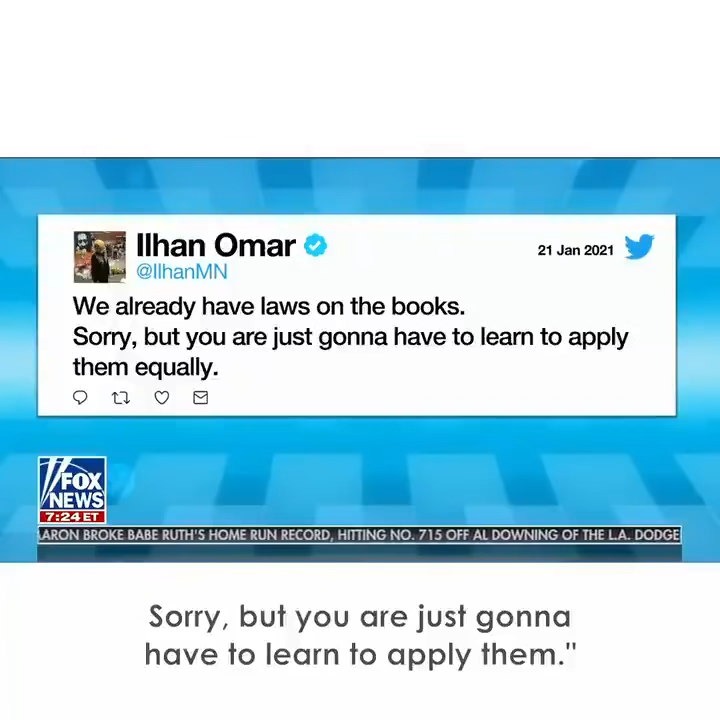 Ilhan Omar
@IlhanMN
21 Jan 2021
We already have laws on the books.
Sorry, but you are just gonna have to learn to apply
them equally.
FOX
NEWS
7:24 ET
ARON BROKE BABE RUTH'S HOME RUN RECORD, HITTING NO. 715 OFF AL DOWNING OF THE L.A. DODGE
Sorry, but you are just gonna
have to learn to apply them."